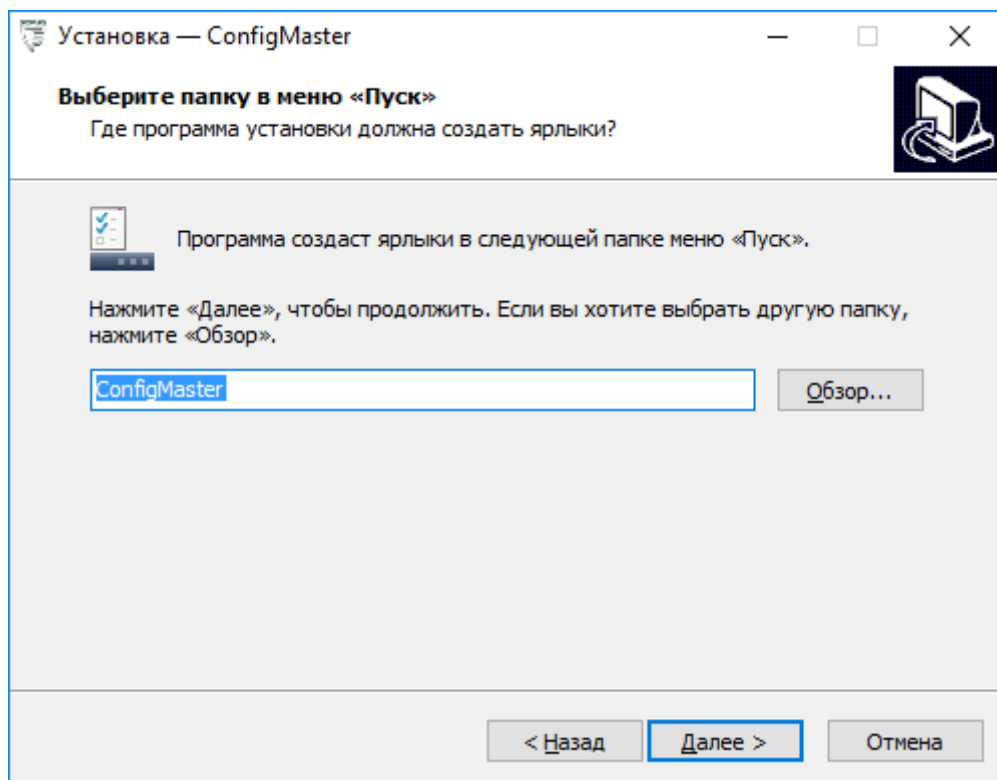 Установка — ConfigMaster
Выберите папку в меню «Пуск»
Где программа установки должна создать ярлыки?
Программа создаст ярлыки в следующей папке меню «Пуск».
Нажмите «Далее», чтобы продолжить. Если вы хотите выбрать другую папку,
нажмите «Обзор».
ConfigMaster
Обзор...
< Назад
Далее >
Отмена